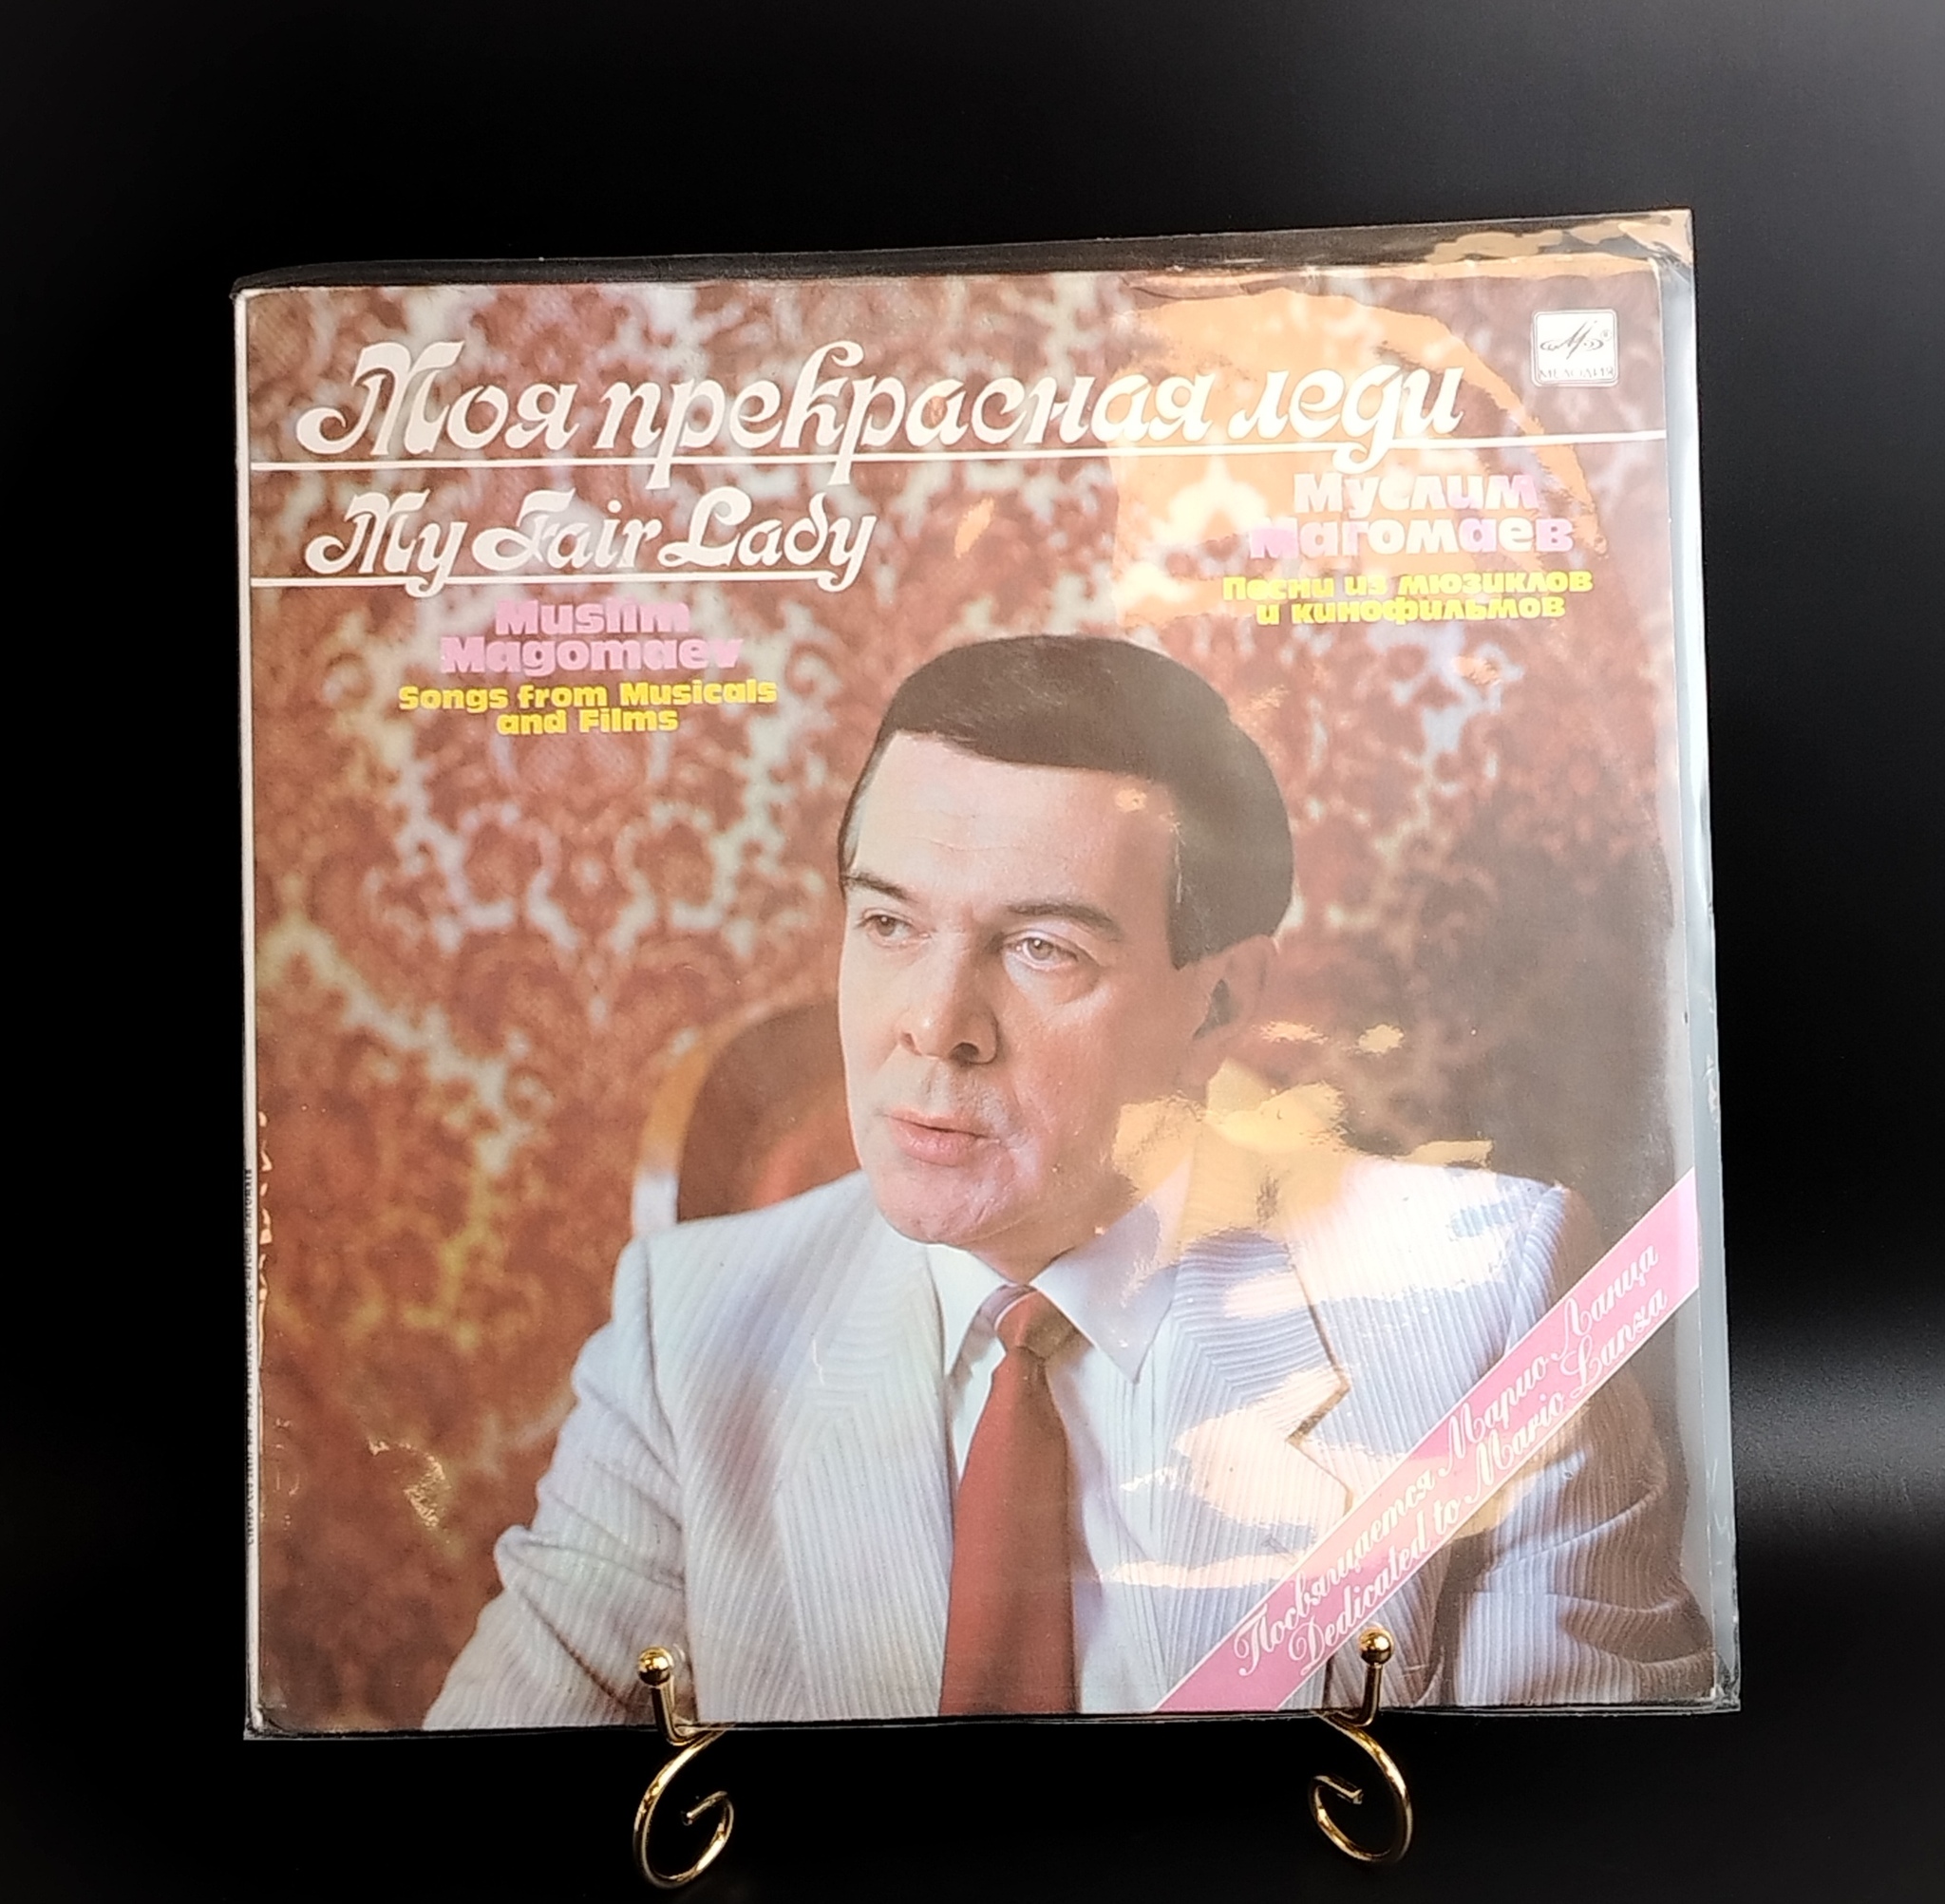 Моя прекрасная леди
МЕЛОДИЯ
My Fair Lady
Муслим
Магомаев
Песни из мюзиклов
и кинофильмов
Muslim
Magomaev
Songs from Musicals
and Films
Посвящается Марио Ланца
Dedicated to Mario Lanza